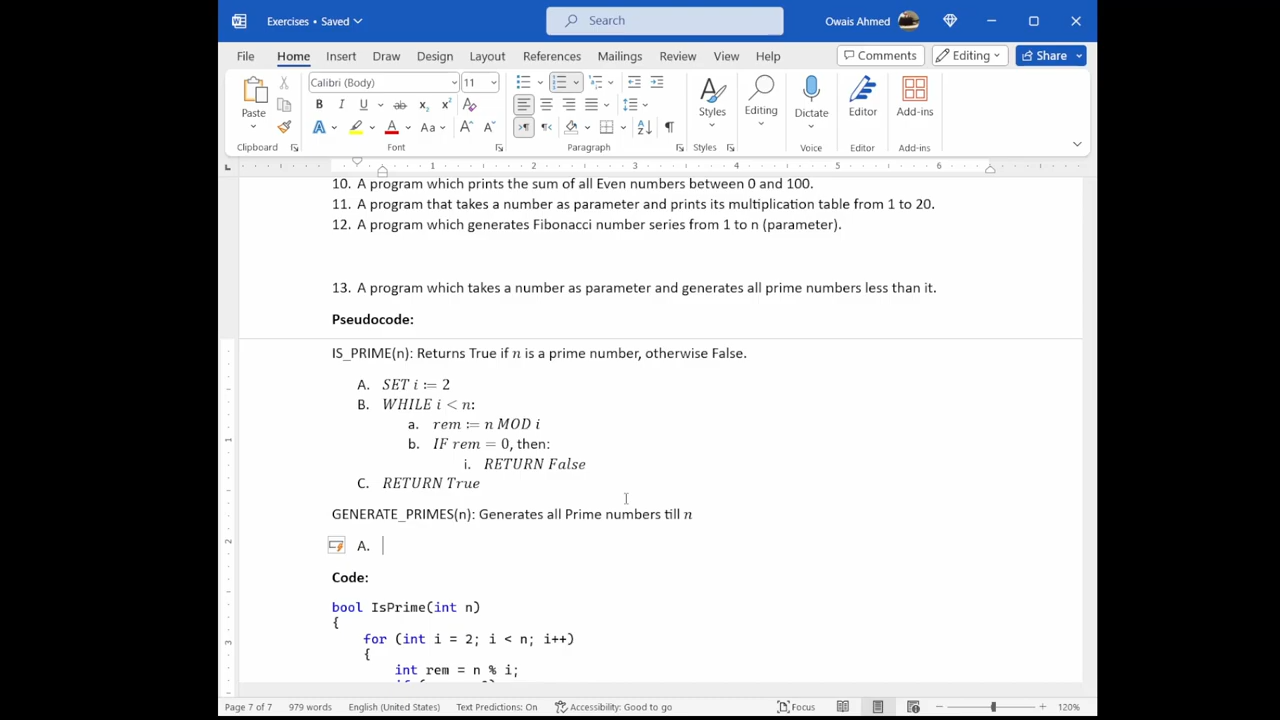 Exercises • Saved
Search
Owais Ahmed
File Home Insert Draw Design Layout References Mailings Review View Help
Comments Editing Share
Calibri (Body) 11
Paste
Styles Editing Dictate Editor Add-ins
Clipboard Font Paragraph Styles Voice Editor Add-ins
1 2 3 4 5 6
10. A program which prints the sum of all Even numbers between 0 and 100.
11. A program that takes a number as parameter and prints its multiplication table from 1 to 20.
12. A program which generates Fibonacci number series from 1 to n (parameter).
13. A program which takes a number as parameter and generates all prime numbers less than it.
Pseudocode:
IS_PRIME(n): Returns True if n is a prime number, otherwise False.
A. SET i := 2
B. WHILE i < n:
a. rem := n MOD i
b. IF rem = 0, then:
i. RETURN False
C. RETURN True
GENERATE_PRIMES(n): Generates all Prime numbers till n
A.
Code:
bool IsPrime(int n)
{
for (int i = 2; i < n; i++)
{
int rem = n % i;
Page 7 of 7 979 words English (United States) Text Predictions: On Accessibility: Good to go Focus 120%